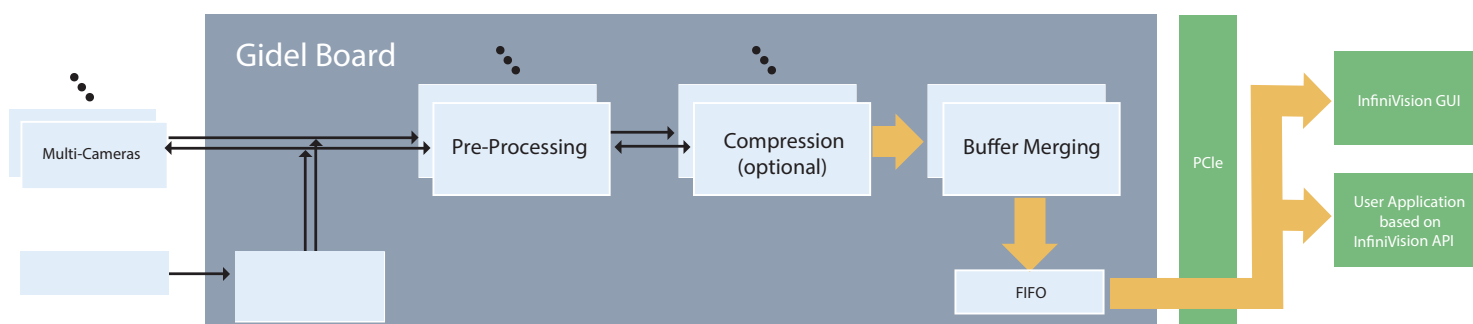 Gidel Board
Multi-Cameras
Pre-Processing
Compression
(optional)
Buffer Merging
FIFO
PCIe
InfiniVision GUI
User Application
based on
InfiniVision API